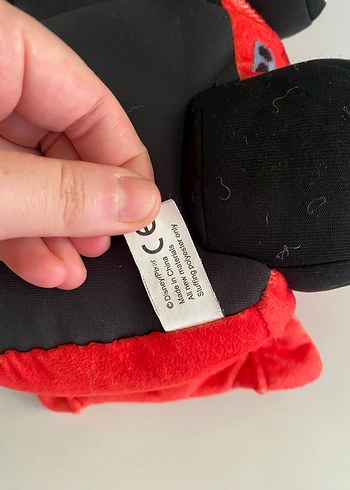 CE
© Disney/Pixar
Made in China
All new materials
Stuffing polyester only